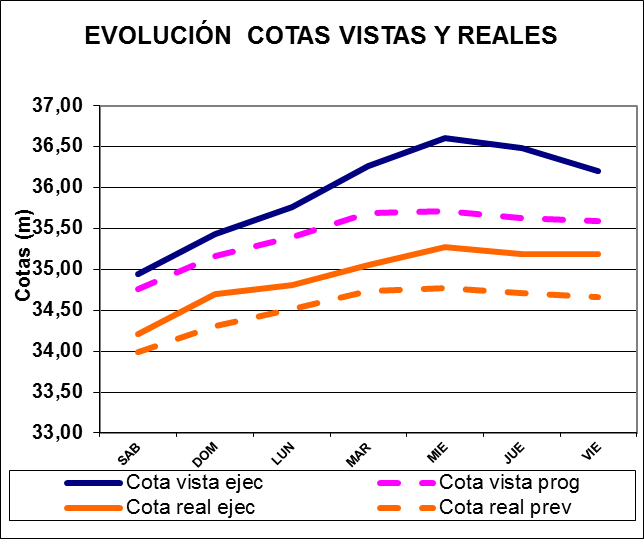 EVOLUCIÓN  COTAS VISTAS Y REALES
37,00
36,50
36,00
35,50
35,00
34,50
34,00
33,50
33,00
Cotas (m)
SAB DOM LUN MAR MIE JUE VIE
Cota vista ejec Cota vista prog
Cota real ejec Cota real prev